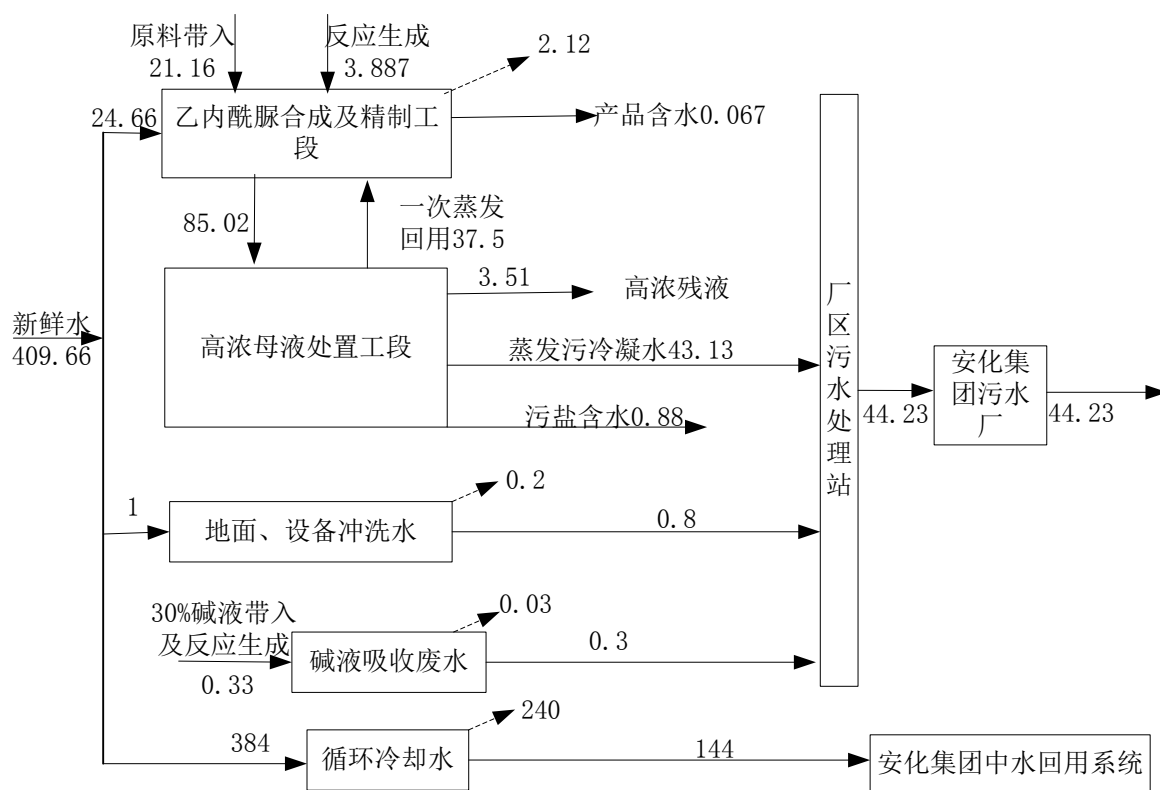 原料带入
21.16
反应生成
3.887
2.12
24.66
乙内酰脲合成及精制工
段
产品含水0.067
85.02
一次蒸发
回用37.5
新鲜水
409.66
高浓母液处置工段
3.51
高浓残液
蒸发污冷凝水43.13
污盐含水0.88
厂区污水处理站
44.23
安化集
团污水
厂
44.23
1
地面、设备冲洗水
0.2
0.8
30%碱液带入
及反应生成
0.33
碱液吸收废水
0.03
0.3
384
循环冷却水
240
144
安化集团中水回用系统